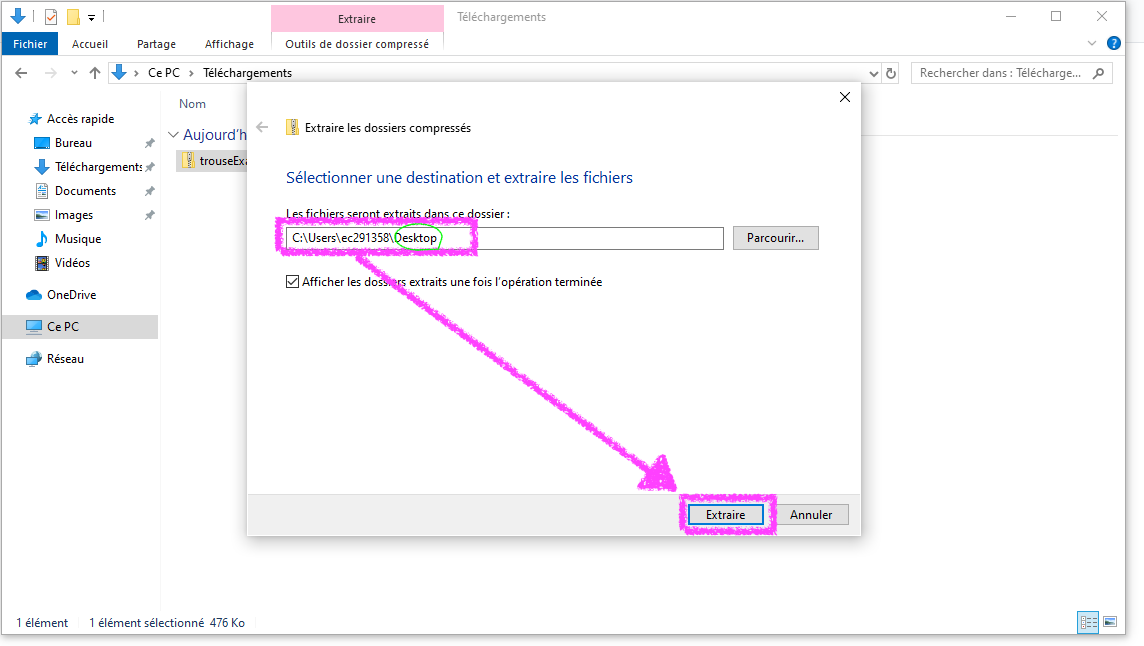 Extraire
Téléchargements
Fichier
Accueil
Partage
Affichage
Outils de dossier compressé
?
Ce PC
Téléchargements
Rechercher dans : Télécharge...
Accès rapide
Bureau
Téléchargements
Documents
Images
Musique
Vidéos
OneDrive
Ce PC
Réseau
Nom
Aujourd'h
trouseExa
Extraire les dossiers compressés
Sélectionner une destination et extraire les fichiers
Les fichiers seront extraits dans ce dossier :
C:\Users\ec291358\Desktop
Parcourir...
Afficher les dossiers extraits une fois l'opération terminée
Extraire
Annuler
1 élément
1 élément sélectionné 476 Ko